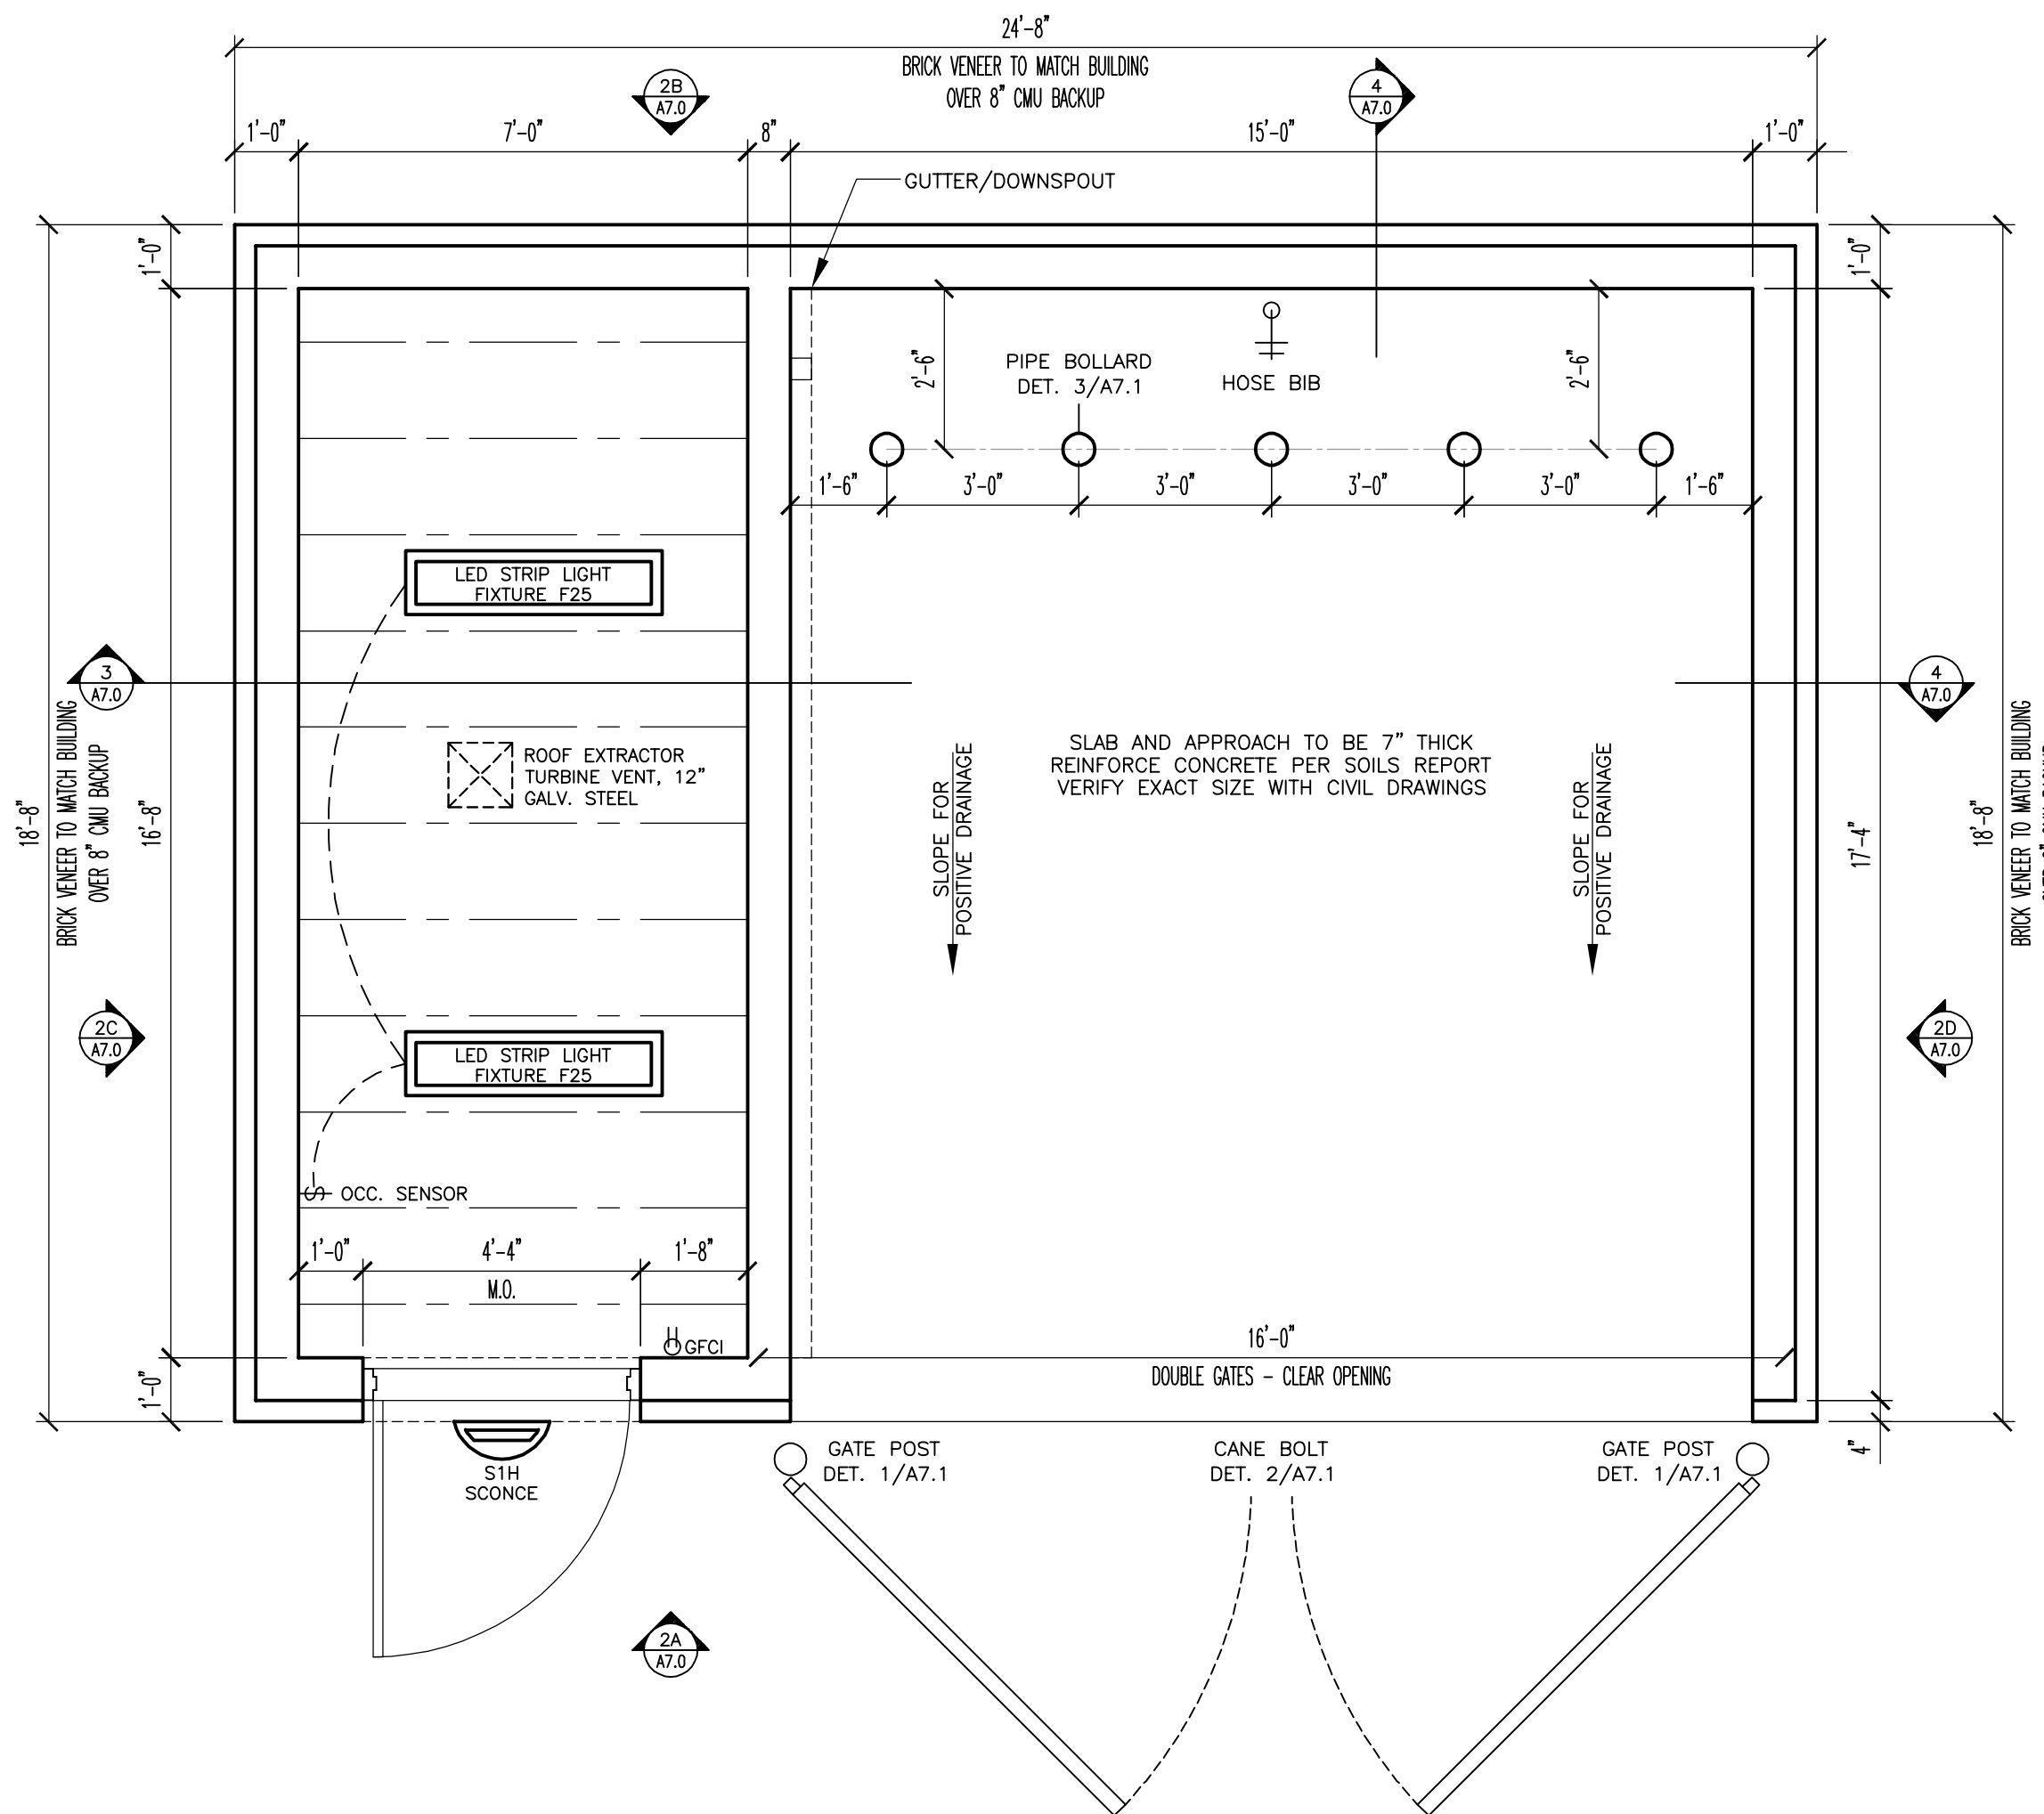 24'-8"
BRICK VENEER TO MATCH BUILDING
OVER 8" CMU BACKUP
2B
A7.0
4
A7.0
1'-0"
7'-0"
8"
15'-0"
1'-0"
GUTTER/DOWNSPOUT
1'-0"
1'-0"
2'-6"
PIPE BOLLARD
DET. 3/A7.1
HOSE BIB
2'-6"
1'-6"
3'-0"
3'-0"
3'-0"
3'-0"
1'-6"
LED STRIP LIGHT
FIXTURE F25
3
A7.0
4
A7.0
18'-8"
BRICK VENEER TO MATCH BUILDING
OVER 8" CMU BACKUP
16'-8"
ROOF EXTRACTOR
TURBINE VENT, 12"
GALV. STEEL
SLOPE FOR
POSITIVE DRAINAGE
SLAB AND APPROACH TO BE 7" THICK
REINFORCE CONCRETE PER SOILS REPORT
VERIFY EXACT SIZE WITH CIVIL DRAWINGS
SLOPE FOR
POSITIVE DRAINAGE
17'-4"
18'-8"
BRICK VENEER TO MATCH BUILDING
2C
A7.0
LED STRIP LIGHT
FIXTURE F25
2D
A7.0
S
OCC. SENSOR
1'-0"
4'-4"
1'-8"
M.O.
GFCI
16'-0"
DOUBLE GATES - CLEAR OPENING
1'-0"
4"
S1H
SCONCE
GATE POST
DET. 1/A7.1
CANE BOLT
DET. 2/A7.1
GATE POST
DET. 1/A7.1
2A
A7.0